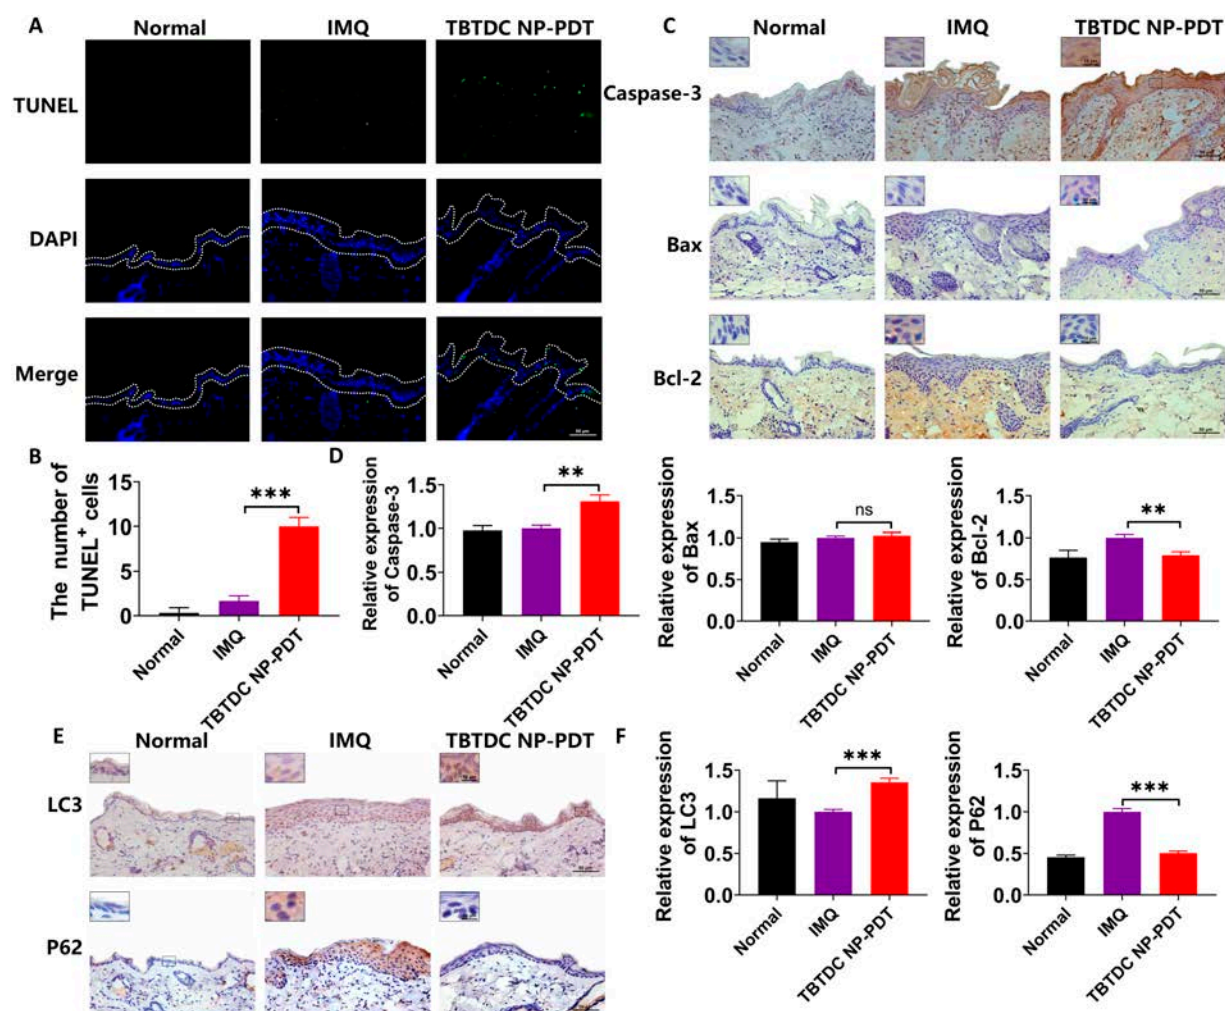 A
Normal
IMQ
TBTDC NP-PDT
TUNEL
DAPI
Merge
50 μm
C
Normal
IMQ
TBTDC NP-PDT
Caspase-3
Bax
Bcl-2
B
The number of
TUNEL+ cells
15
10
5
0
***
Normal
IMQ
TBTDC NP-PDT
D
Relative expression
of Caspase-3
1.5
1.0
0.5
0.0
**
Normal
IMQ
TBTDC NP-PDT
Relative expression
of Bax
1.5
1.0
0.5
0.0
ns
Normal
IMQ
TBTDC NP-PDT
Relative expression
of Bcl-2
1.5
1.0
0.5
0.0
**
Normal
IMQ
TBTDC NP-PDT
E
Normal
IMQ
TBTDC NP-PDT
LC3
P62
F
Relative expression
of LC3
1.5
1.0
0.5
0.0
***
Normal
IMQ
TBTDC NP-PDT
Relative expression
of P62
1.5
1.0
0.5
0.0
***
Normal
IMQ
TBTDC NP-PDT